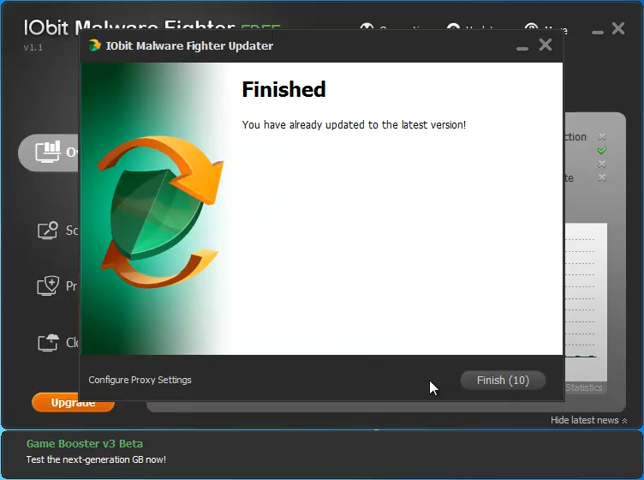 IObit Malware Fighter FREE
v1.1
IObit Malware Fighter Updater
Finished
You have already updated to the latest version!
Configure Proxy Settings
Finish (10)
Upgrade
Statistics
Hide latest news
Game Booster v3 Beta
Test the next-generation GB now!